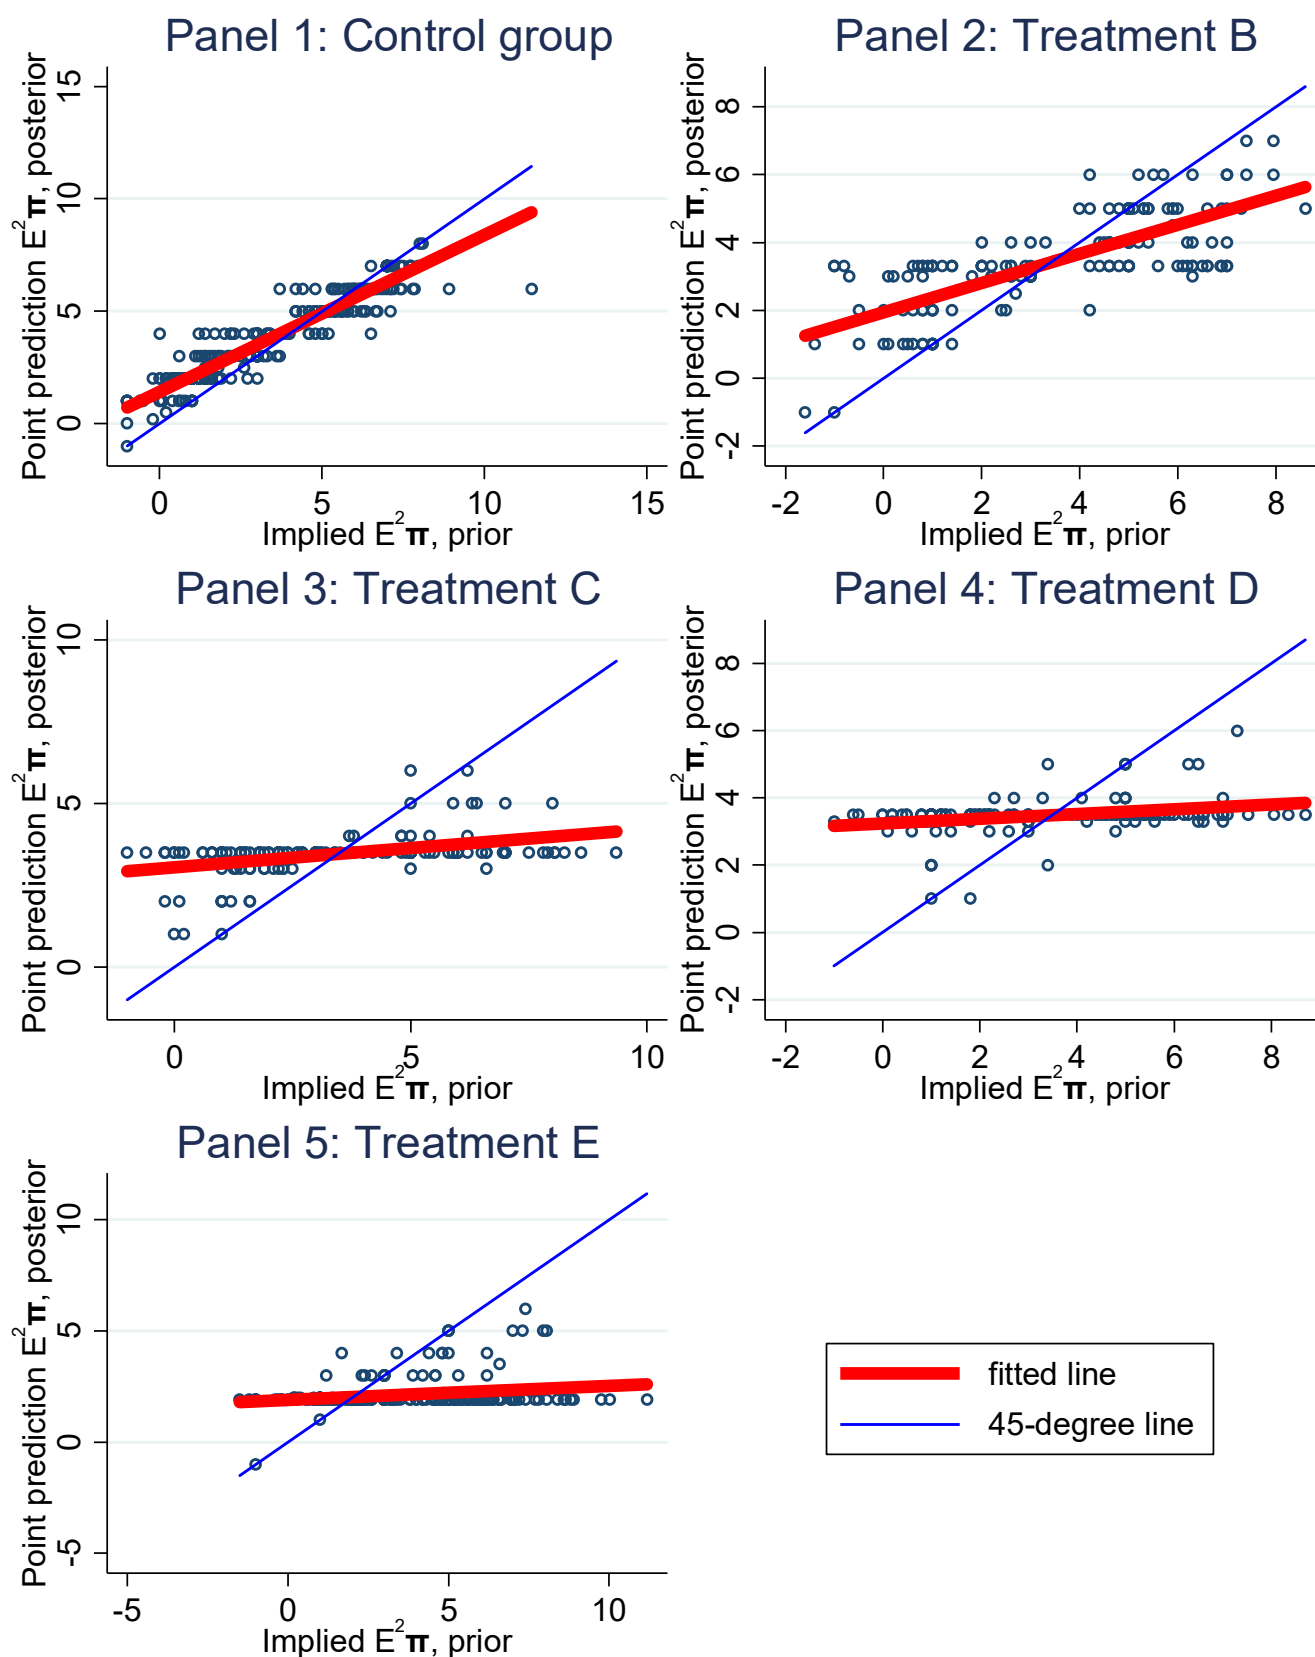 Panel 1: Control group
Point prediction E²π, posterior
15
10
5
0
0
5
10
15
Implied E²π, prior
Panel 2: Treatment B
Point prediction E²π, posterior
8
6
4
2
0
-2
-2
0
2
4
6
8
Implied E²π, prior
Panel 3: Treatment C
Point prediction E²π, posterior
10
5
0
0
5
10
Implied E²π, prior
Panel 4: Treatment D
Point prediction E²π, posterior
8
6
4
2
0
-2
-2
0
2
4
6
8
Implied E²π, prior
Panel 5: Treatment E
Point prediction E²π, posterior
10
5
0
-5
-5
0
5
10
Implied E²π, prior
fitted line
45-degree line